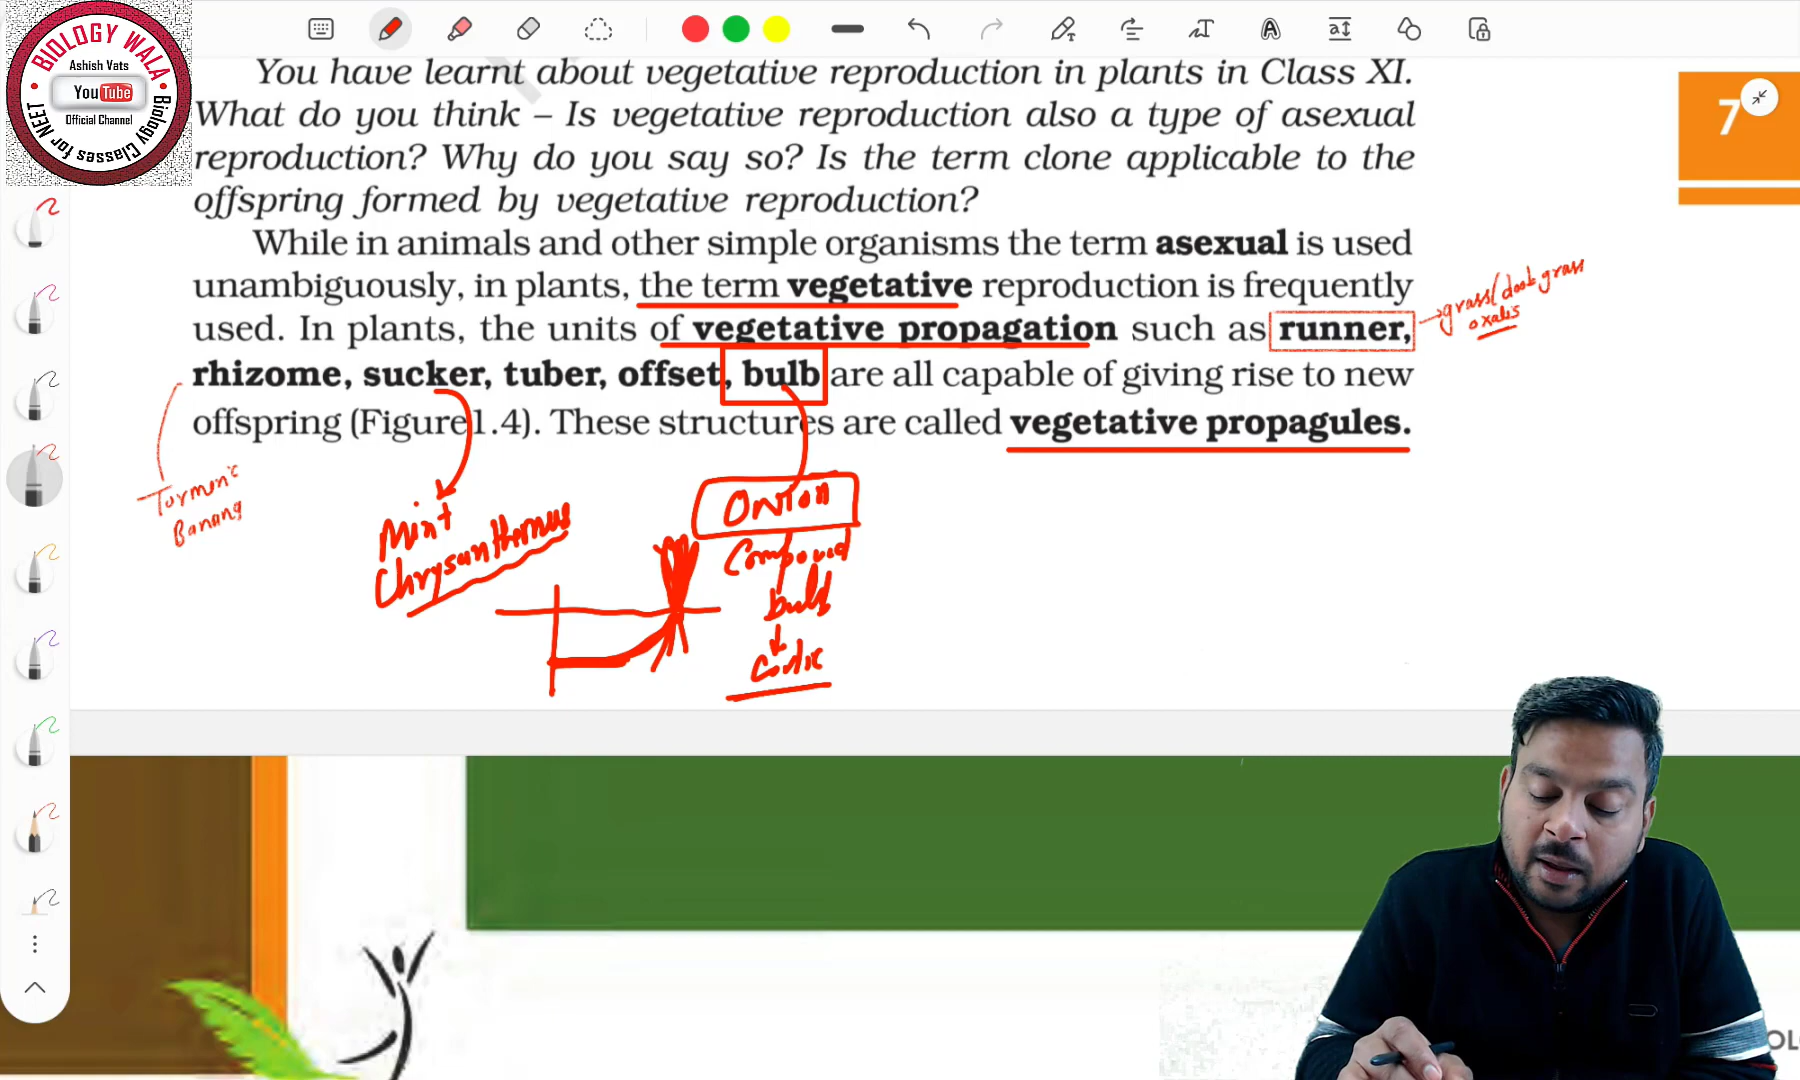 BIOLOGY WALA
Ashish Vats
YouTube
Official Channel
Biology Classes for NEET
You have learnt about vegetative reproduction in plants in Class XI.
What do you think – Is vegetative reproduction also a type of asexual
reproduction? Why do you say so? Is the term clone applicable to the
offspring formed by vegetative reproduction?
While in animals and other simple organisms the term asexual is used
unambiguously, in plants, the term vegetative reproduction is frequently
used. In plants, the units of vegetative propagation such as runner,
rhizome, sucker, tuber, offset, bulb are all capable of giving rise to new
offspring (Figure1.4). These structures are called vegetative propagules.
7
grass/doob grass
oxalis
Turmeric
Banana
Mint
Chrysanthemus
Onion
Compound
bulb